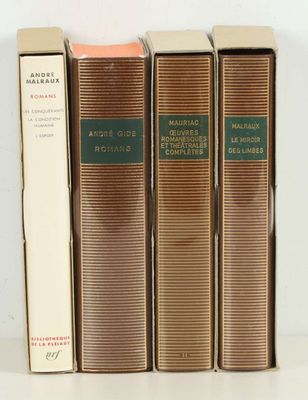 ANDRÉ
MALRAUX
ROMANS
LES CONQUÉRANTS
LA CONDITION
HUMAINE
L'ESPOIR
BIBLIOTHÈQUE
DE LA PLÉIADE
nrf
ANDRÉ GIDE
ROMANS
MAURIAC
ŒUVRES
ROMANESQUES
ET THÉÂTRALES
COMPLÈTES
II
MALRAUX
LE MIROIR
DES LIMBES